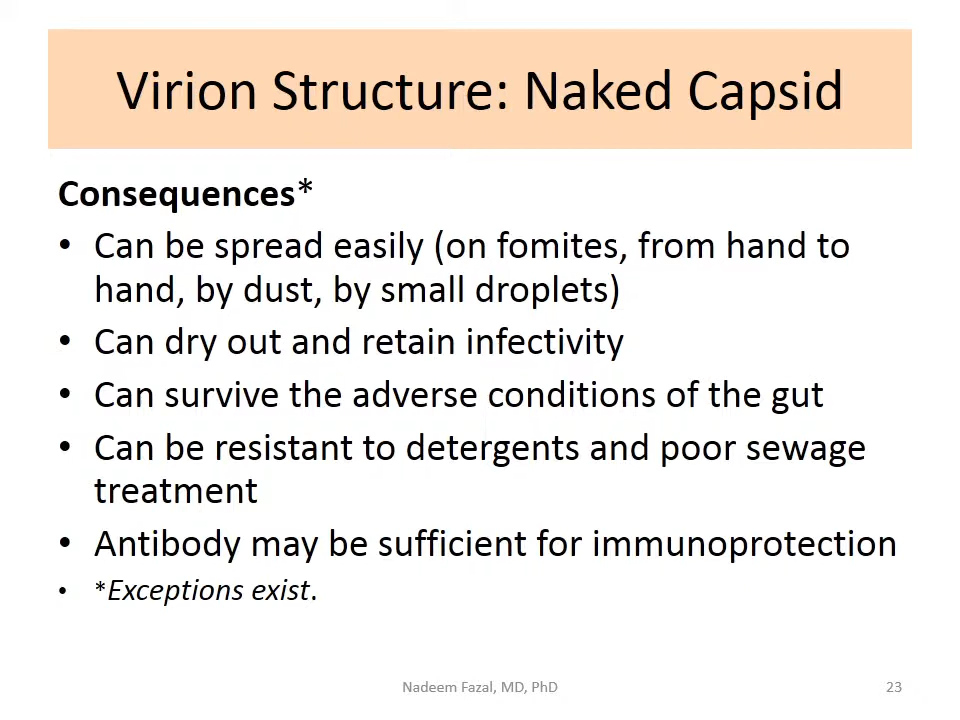 Virion Structure: Naked Capsid
Consequences*
• Can be spread easily (on fomites, from hand to
hand, by dust, by small droplets)
• Can dry out and retain infectivity
• Can survive the adverse conditions of the gut
• Can be resistant to detergents and poor sewage
treatment
• Antibody may be sufficient for immunoprotection
• *Exceptions exist.
Nadeem Fazal, MD, PhD
23